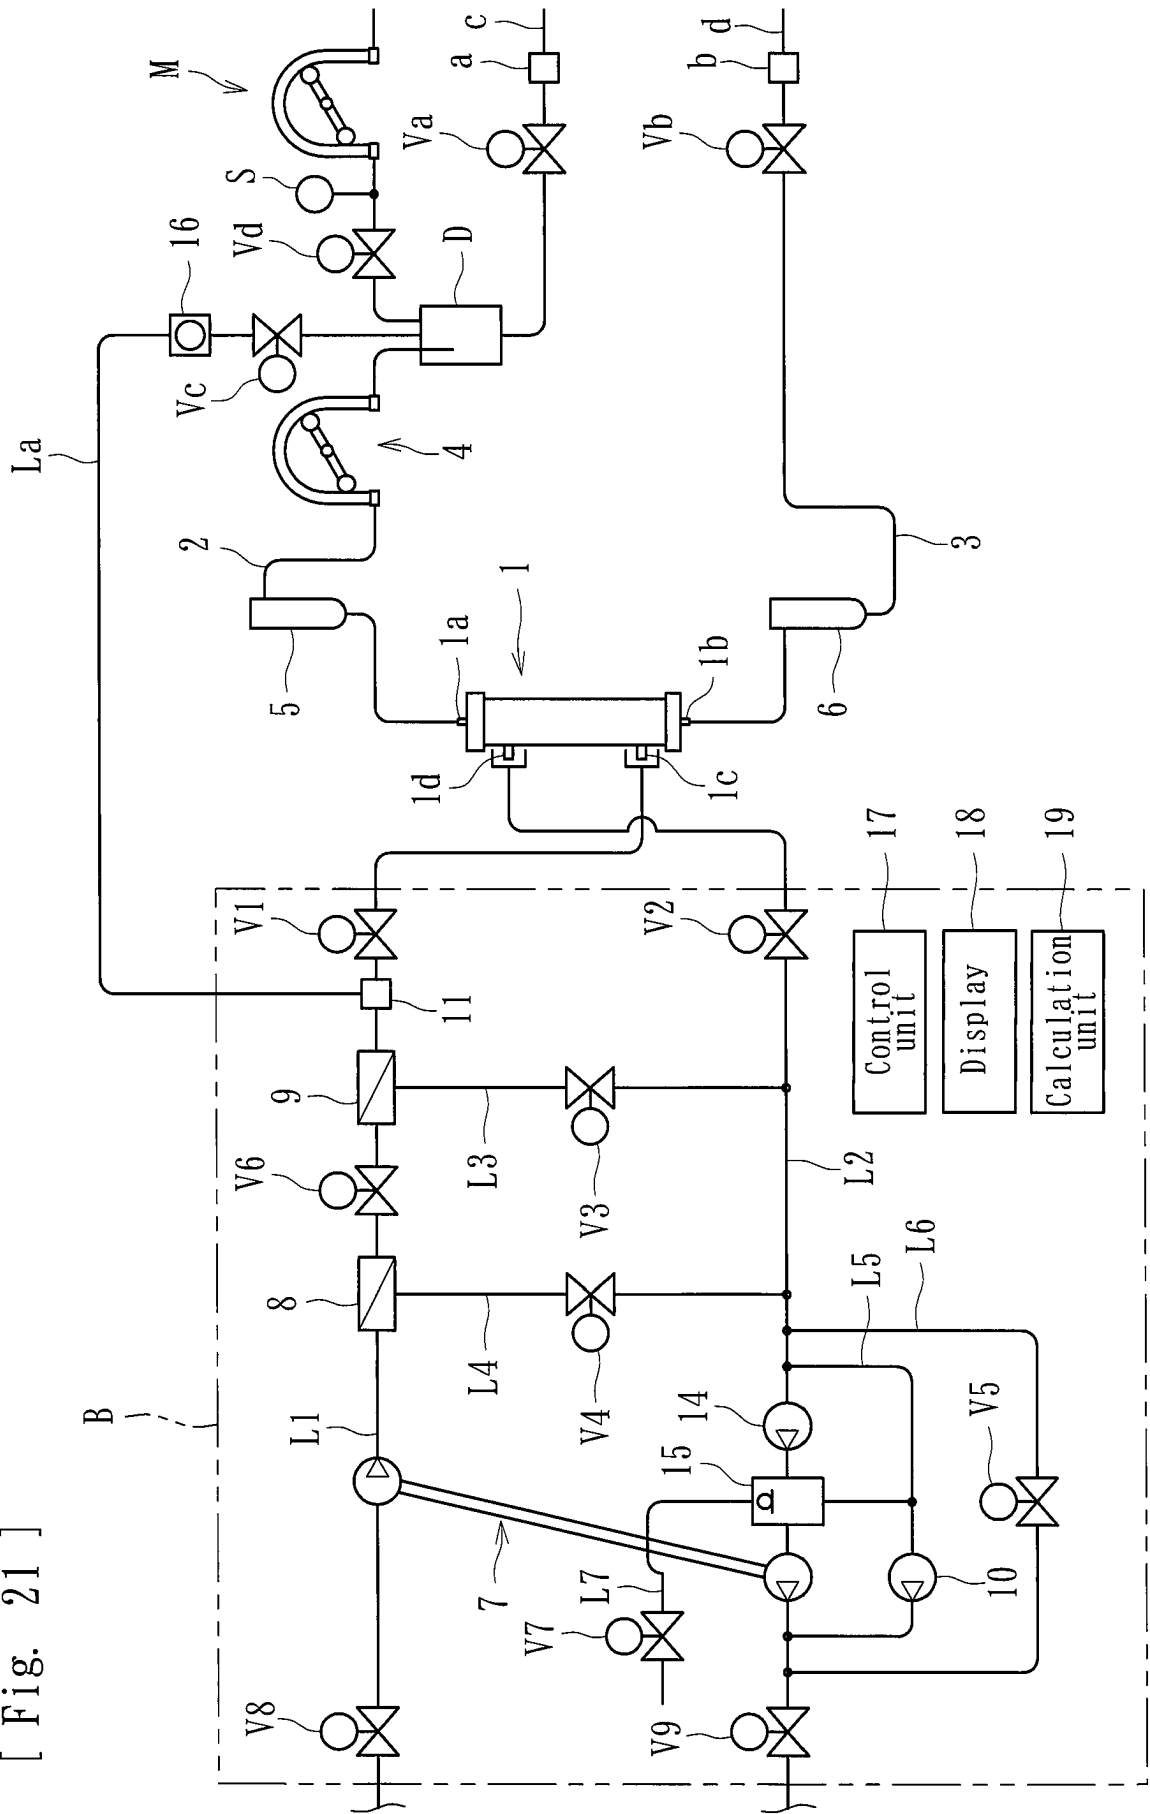 [ Fig. 21 ]
M
c
a
d
b
Va
Vb
S
Vd
D
16
Vc
La
4
2
3
1
1a
1b
5
6
1d
1c
V1
V2
17
18
19
Control
unit
Display
Calculation
unit
11
9
V6
L3
V3
L2
8
L4
V4
L6
L5
B
L1
14
15
V5
7
L7
V7
10
V8
V9